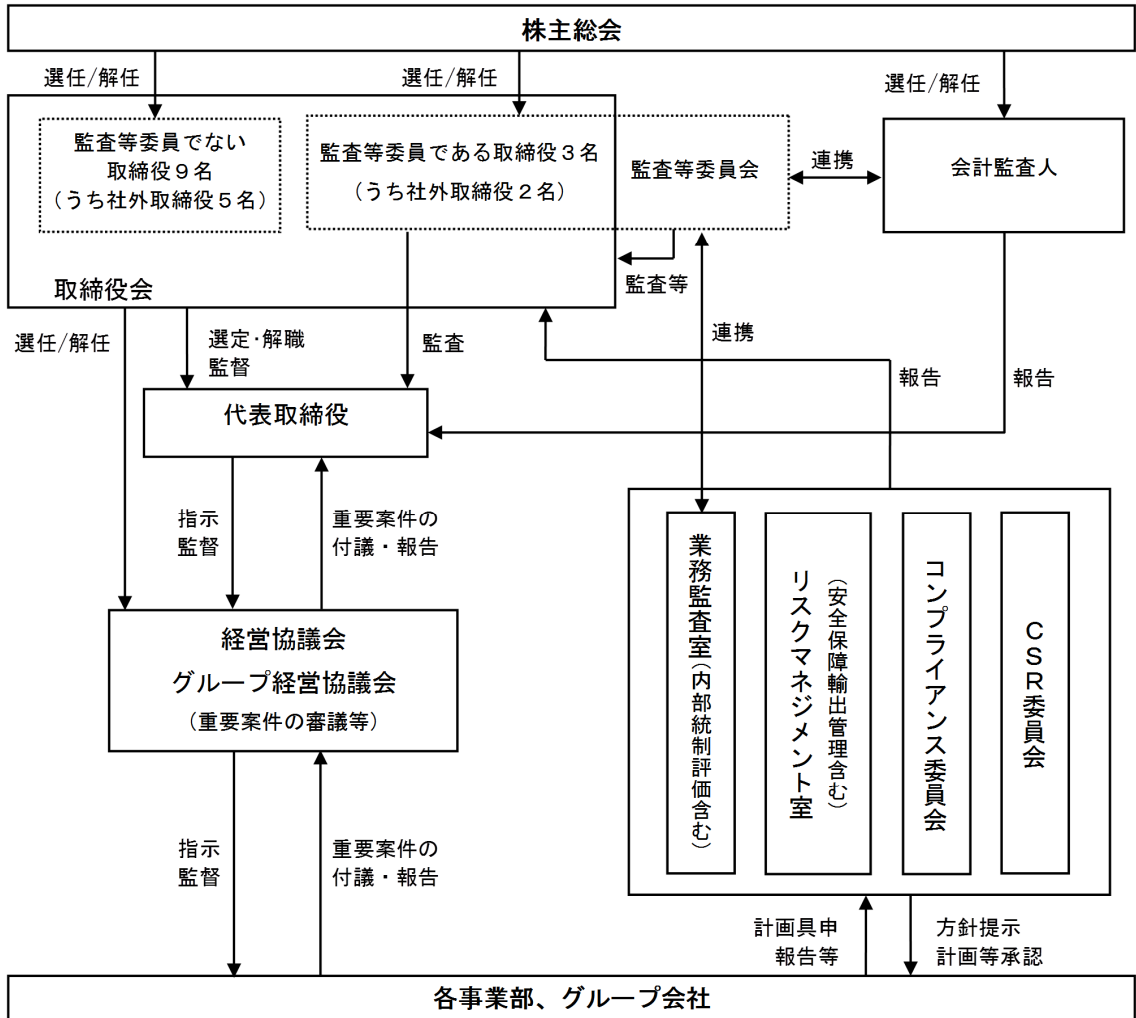 株主総会
選任/解任
選任/解任
選任/解任
監査等委員でない
取締役９名
（うち社外取締役５名）
監査等委員である取締役３名
（うち社外取締役２名）
監査等委員会
連携
会計監査人
取締役会
監査等
選任/解任
選定・解職
監督
監査
連携
報告
報告
代表取締役
指示
監督
重要案件の
付議・報告
経営協議会
グループ経営協議会
（重要案件の審議等）
業務監査室（内部統制評価含む）
リスクマネジメント室
（安全保障輸出管理含む）
コンプライアンス委員会
ＣＳＲ委員会
指示
監督
重要案件の
付議・報告
計画具申
報告等
方針提示
計画等承認
各事業部、グループ会社